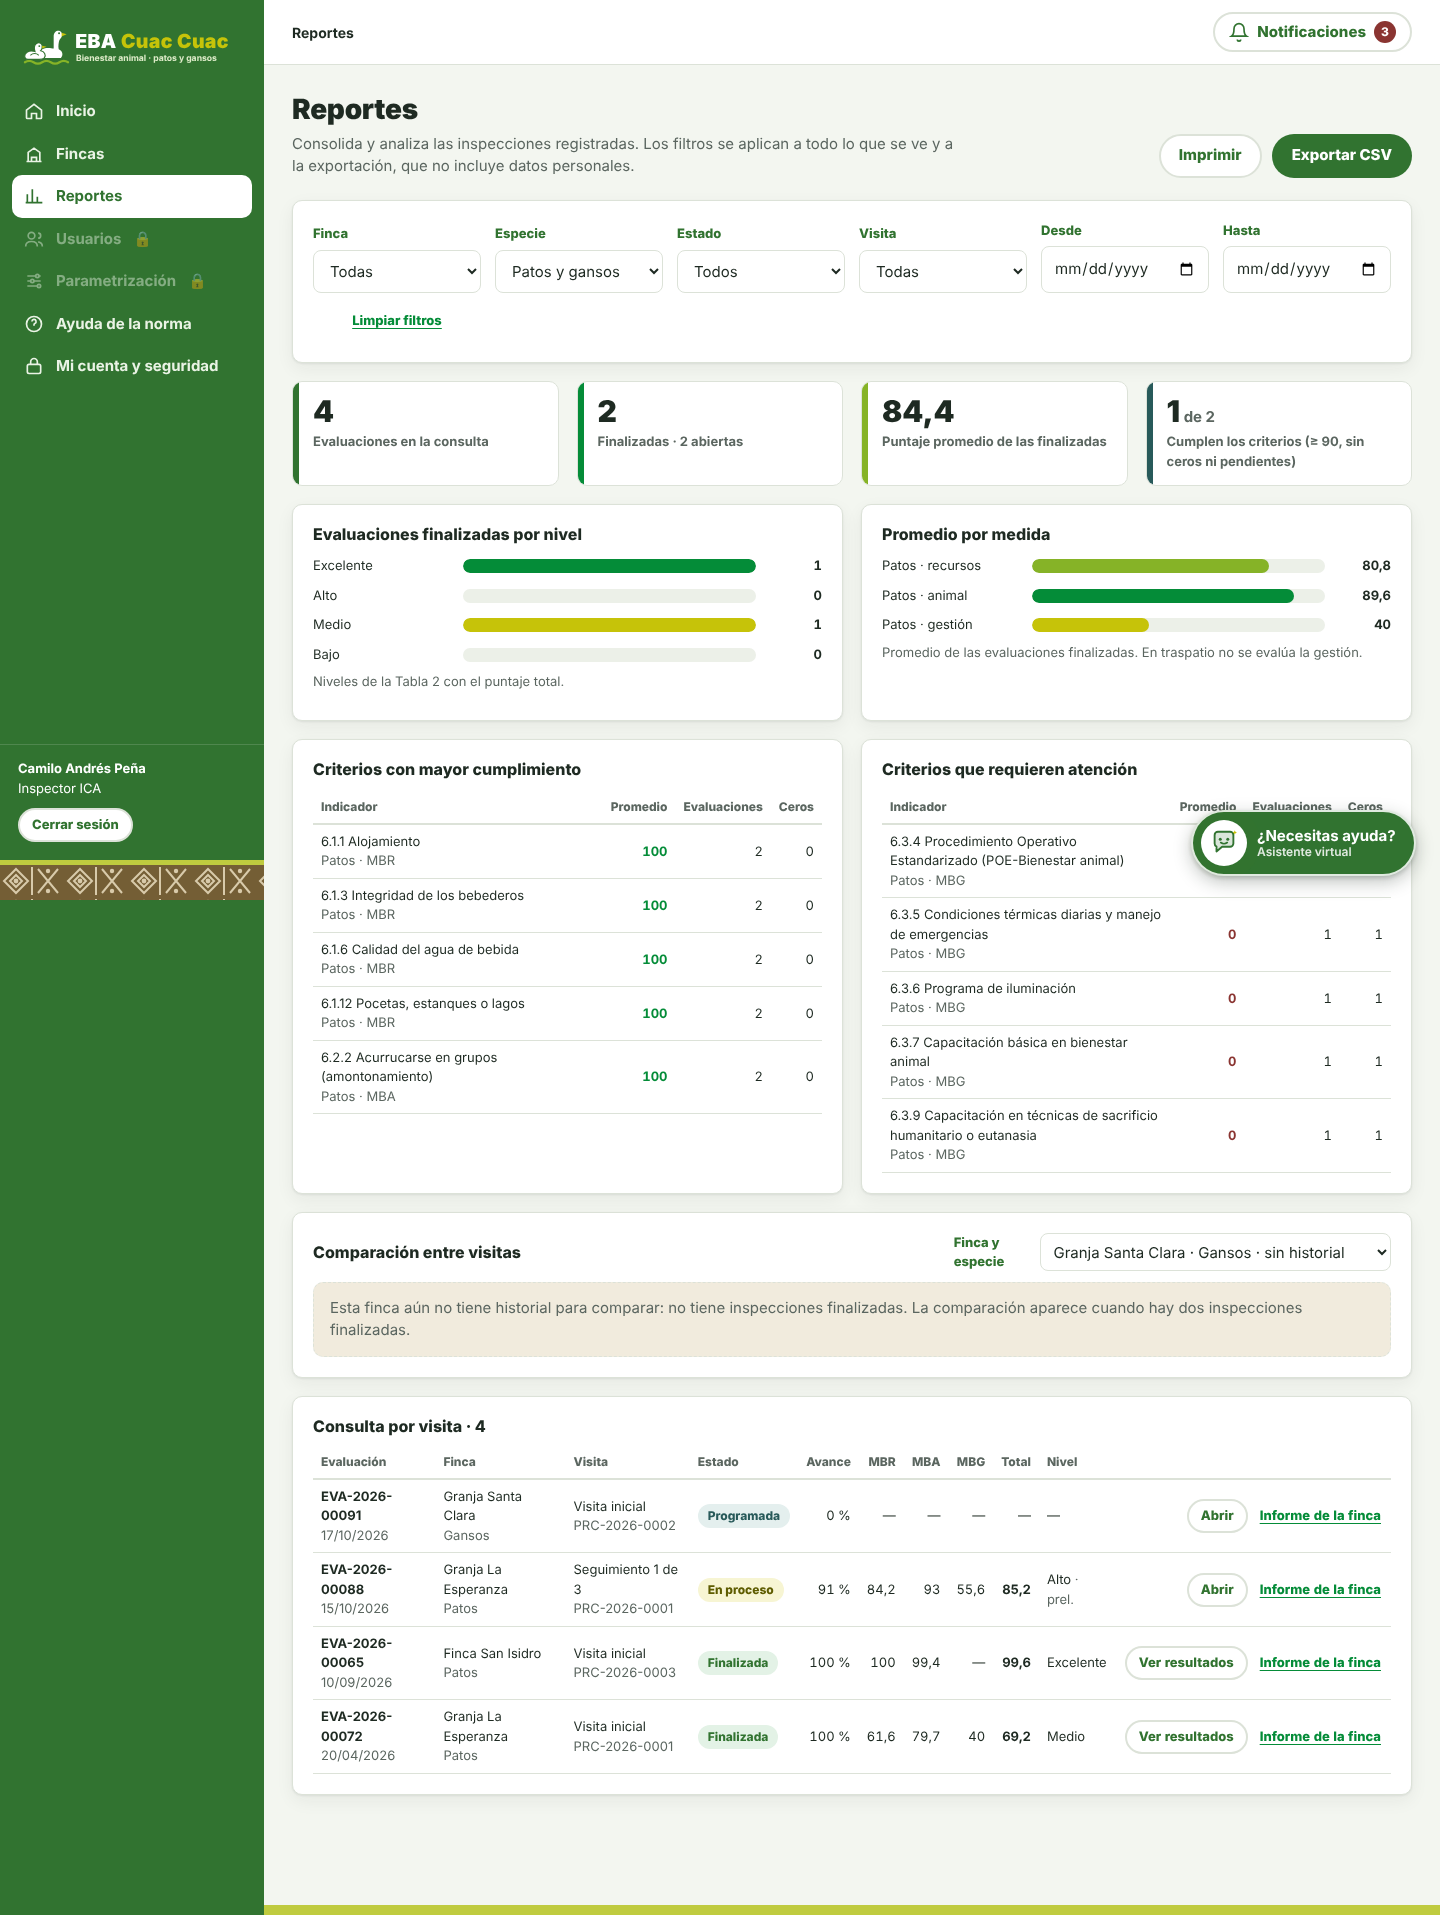 EBA Cuac Cuac
Bienestar animal · patos y gansos
Inicio
Fincas
Reportes
Usuarios
Parametrización
Ayuda de la norma
Mi cuenta y seguridad
Camilo Andrés Peña
Inspector ICA
Cerrar sesión
Reportes
Notificaciones 3
Reportes
Consolida y analiza las inspecciones registradas. Los filtros se aplican a todo lo que se ve y a
la exportación, que no incluye datos personales.
Imprimir
Exportar CSV
Finca Especie Estado Visita Desde Hasta
Todas Patos y gansos Todos Todas mm/dd/yyyy mm/dd/yyyy
Limpiar filtros
4
Evaluaciones en la consulta
2
Finalizadas · 2 abiertas
84,4
Puntaje promedio de las finalizadas
1 de 2
Cumplen los criterios (≥ 90, sin
ceros ni pendientes)
Evaluaciones finalizadas por nivel
Excelente 1
Alto 0
Medio 1
Bajo 0
Niveles de la Tabla 2 con el puntaje total.
Promedio por medida
Patos · recursos 80,8
Patos · animal 89,6
Patos · gestión 40
Promedio de las evaluaciones finalizadas. En traspatio no se evalúa la gestión.
Criterios con mayor cumplimiento
Indicador Promedio Evaluaciones Ceros
6.1.1 Alojamiento
Patos · MBR
100 2 0
6.1.3 Integridad de los bebederos
Patos · MBR
100 2 0
6.1.6 Calidad del agua de bebida
Patos · MBR
100 2 0
6.1.12 Pocetas, estanques o lagos
Patos · MBR
100 2 0
6.2.2 Acurrucarse en grupos
(amontonamiento)
Patos · MBA
100 2 0
Criterios que requieren atención
Indicador Promedio Evaluaciones Ceros
6.3.4 Procedimiento Operativo
Estandarizado (POE-Bienestar animal)
Patos · MBG
¿Necesitas ayuda?
Asistente virtual
6.3.5 Condiciones térmicas diarias y manejo
de emergencias
Patos · MBG
0 1 1
6.3.6 Programa de iluminación
Patos · MBG
0 1 1
6.3.7 Capacitación básica en bienestar
animal
Patos · MBG
0 1 1
6.3.9 Capacitación en técnicas de sacrificio
humanitario o eutanasia
Patos · MBG
0 1 1
Comparación entre visitas
Finca y
especie
Granja Santa Clara · Gansos · sin historial
Esta finca aún no tiene historial para comparar: no tiene inspecciones finalizadas. La comparación aparece cuando hay dos inspecciones
finalizadas.
Consulta por visita · 4
Evaluación Finca Visita Estado Avance MBR MBA MBG Total Nivel
EVA-2026-
00091
17/10/2026
Granja Santa
Clara
Gansos
Visita inicial
PRC-2026-0002
Programada 0 % — — — — — Abrir Informe de la finca
EVA-2026-
00088
15/10/2026
Granja La
Esperanza
Patos
Seguimiento 1 de
3
PRC-2026-0001
En proceso 91 % 84,2 93 55,6 85,2
Alto ·
prel.
Abrir Informe de la finca
EVA-2026-
00065
10/09/2026
Finca San Isidro
Patos
Visita inicial
PRC-2026-0003
Finalizada 100 % 100 99,4 — 99,6 Excelente Ver resultados Informe de la finca
EVA-2026-
00072
20/04/2026
Granja La
Esperanza
Patos
Visita inicial
PRC-2026-0001
Finalizada 100 % 61,6 79,7 40 69,2 Medio Ver resultados Informe de la finca